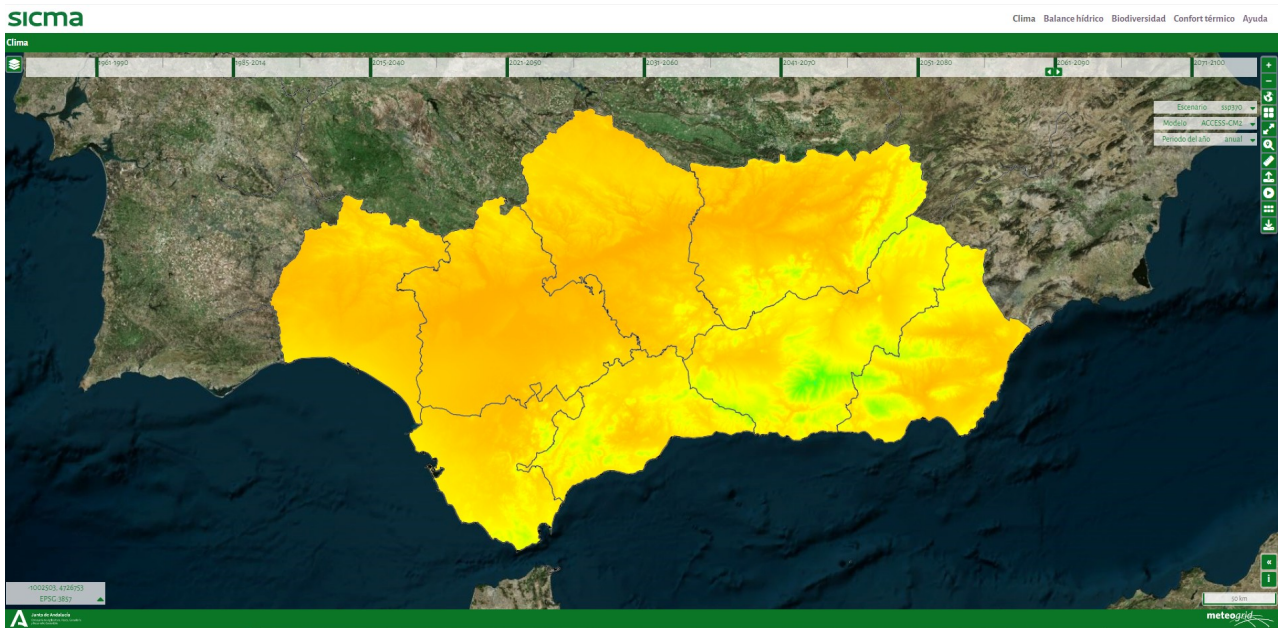 sicma
Clima Balance hídrico Biodiversidad Confort térmico Ayuda
Clima
1961-1990 1985-2014 2015-2040 2021-2050 2031-2060 2041-2070 2051-2080 2061-2090 2071-2100
Escenario ssp370
Modelo ACCESS-CM2
Periodo del año anual
-1002503, 4726753
EPSG:3857
50 km
Junta de Andalucía
meteogrid